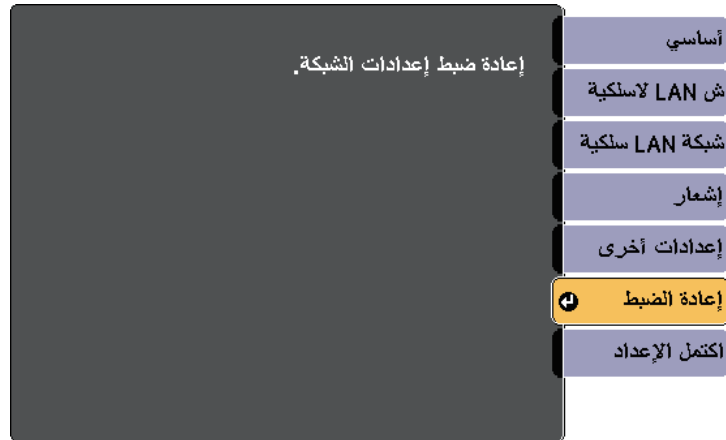 أساسي
ش LAN لاسلكية
شبكة LAN سلكية
إشعار
إعدادات أخرى
إعادة الضبط
اكتمل الإعداد
إعادة ضبط إعدادات الشبكة.